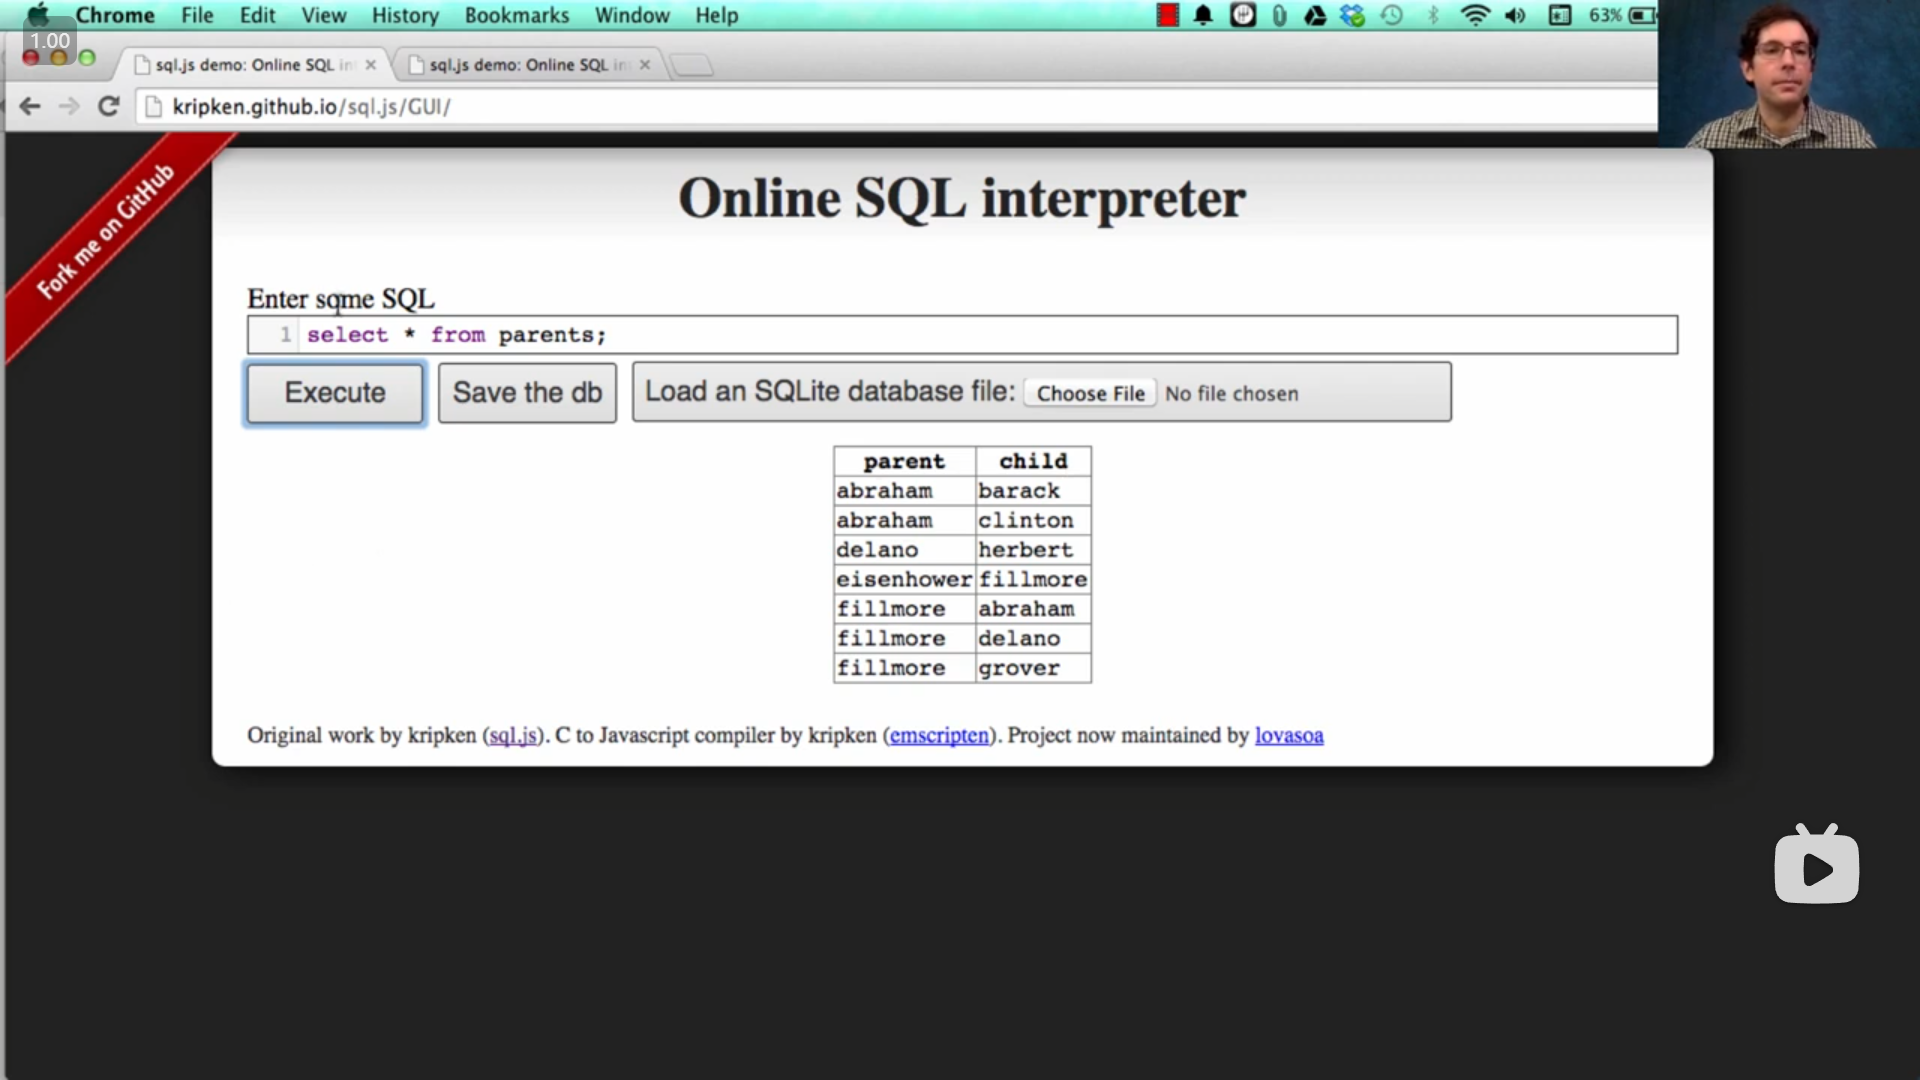 Chrome File Edit View History Bookmarks Window Help 63%
1.00
sql.js demo: Online SQL in × sql.js demo: Online SQL in ×
kripken.github.io/sql.js/GUI/
Fork me on GitHub
Online SQL interpreter
Enter some SQL
1 select * from parents;
Execute Save the db Load an SQLite database file: Choose File No file chosen
parent child
abraham barack
abraham clinton
delano herbert
eisenhower fillmore
fillmore abraham
fillmore delano
fillmore grover
Original work by kripken (sql.js). C to Javascript compiler by kripken (emscripten). Project now maintained by lovasoa